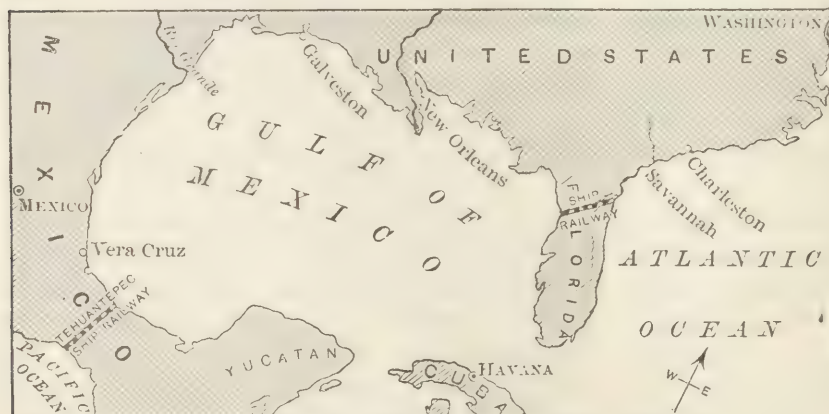 WASHINGTON
UNITED STATES
MEXICO
Rio Grande
Galveston
New Orleans
GULF OF
MEXICO
Charleston
Savannah
SHIP
RAILWAY
FLORIDA
MEXICO
Vera Cruz
ATLANTIC
OCEAN
TEHUANTEPEC
SHIP RAILWAY
PACIFIC
OCEAN
YUCATAN
CUBA
HAVANA
W E